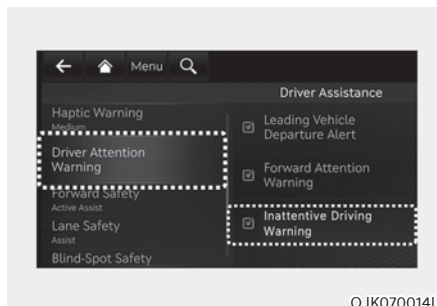 Menu
Driver Assistance
Haptic Warning
Medium
Driver Attention
Warning
Forward Safety
Active Assist
Lane Safety
Assist
Blind-Spot Safety
Leading Vehicle
Departure Alert
Forward Attention
Warning
Inattentive Driving
Warning
OJK070014L